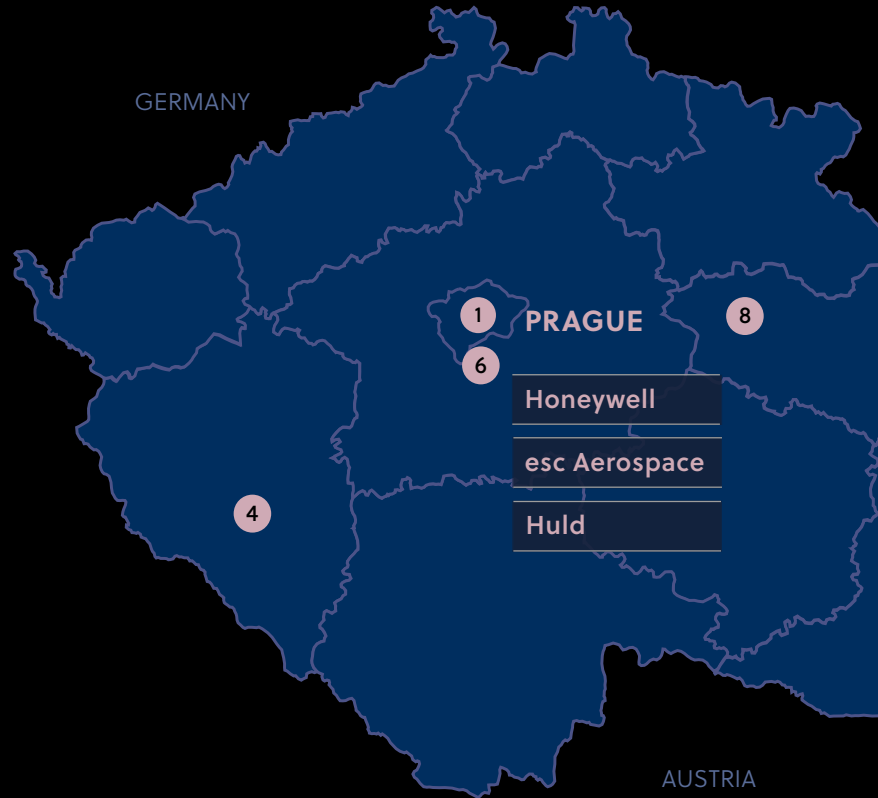 GERMANY
1
PRAGUE
8
6
Honeywell
esc Aerospace
4
Huld
AUSTRIA